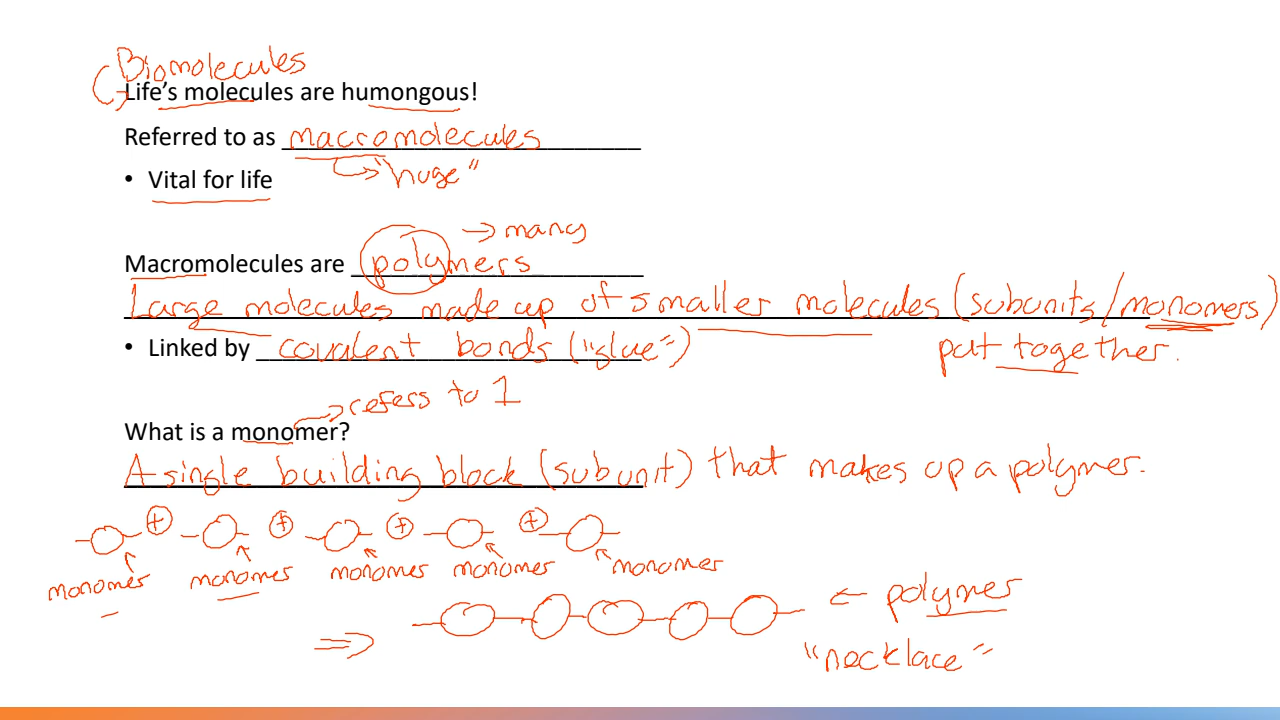 Biomolecules
Life's molecules are humongous!
Referred to as macromolecules
"huge"
• Vital for life
many
Macromolecules are polymers
Large molecules made up of smaller molecules (subunits/monomers)
put together.
• Linked by covalent bonds ("glue")
refers to 1
What is a monomer?
A single building block (subunit) that makes up a polymer.
+ + + +
monomer monomer monomer monomer monomer
polymer
"necklace"